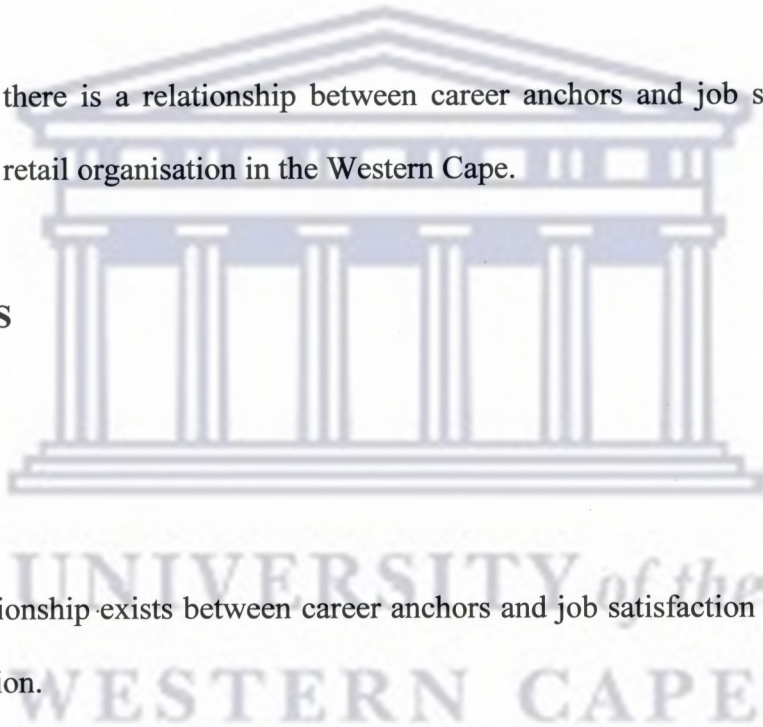 there is a relationship between career anchors and job s
retail organisation in the Western Cape.
S
UNIVERSITY of the
ionship exists between career anchors and job satisfaction
ion.
WESTERN CAPE